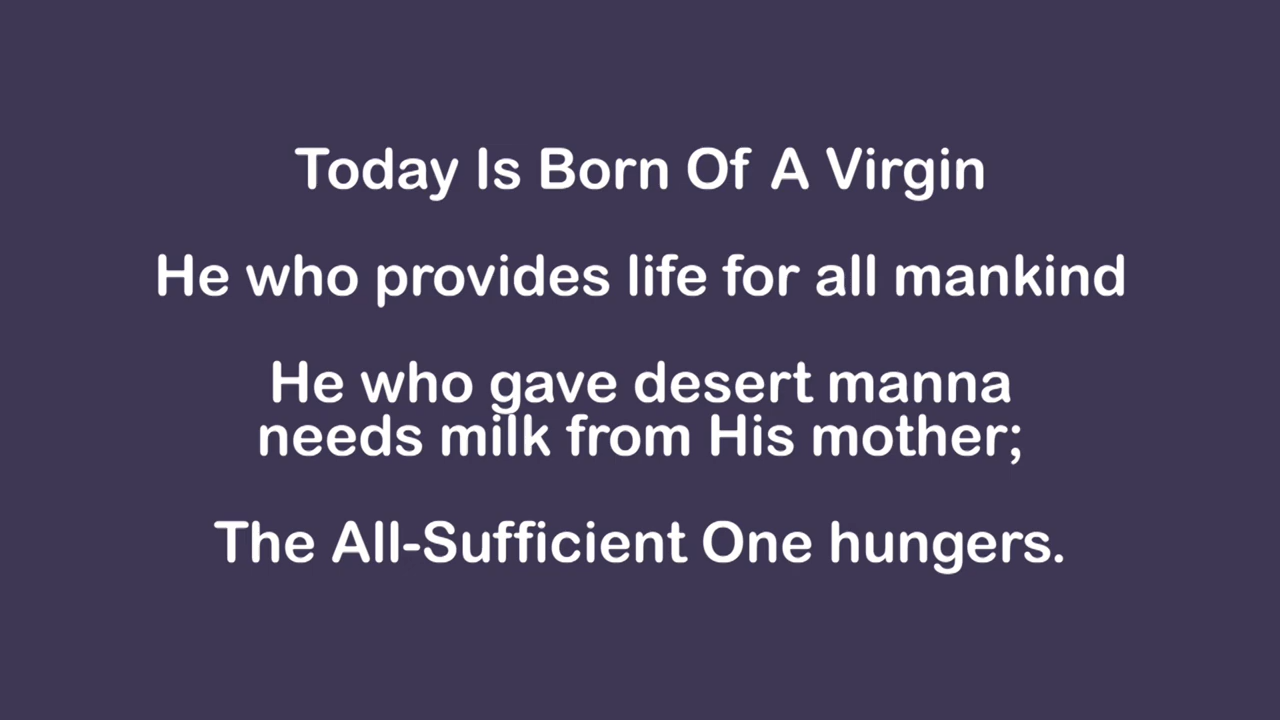 Today Is Born Of A Virgin
He who provides life for all mankind
He who gave desert manna
needs milk from His mother;
The All-Sufficient One hungers.